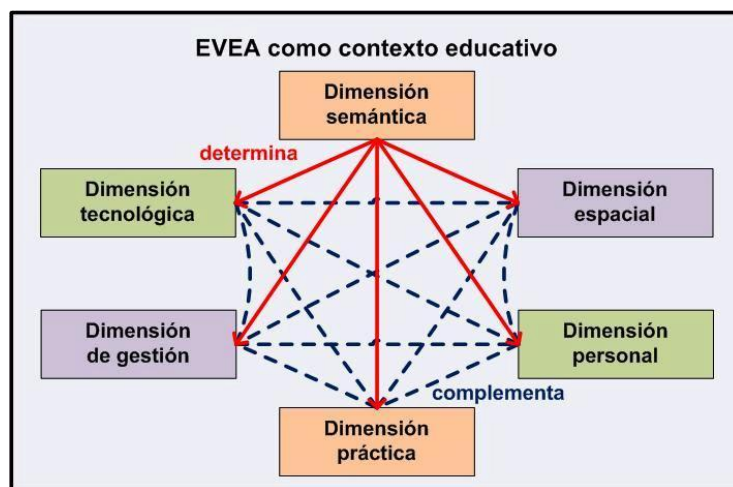 EVEA como contexto educativo
Dimensión
semántica
determina
Dimensión
tecnológica
Dimensión
espacial
Dimensión
de gestión
Dimensión
personal
complementa
Dimensión
práctica